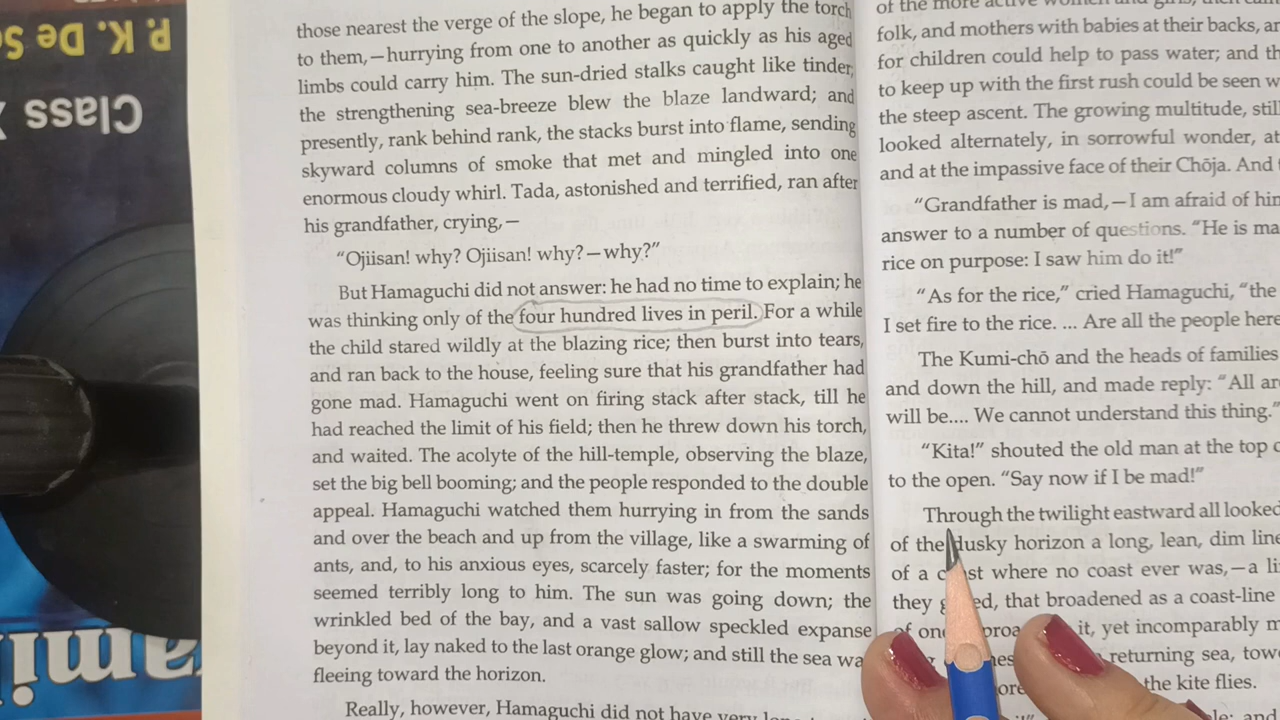 P. K. De S
Class
those nearest the verge of the slope, he began to apply the torch
to them,—hurrying from one to another as quickly as his aged
limbs could carry him. The sun-dried stalks caught like tinder;
the strengthening sea-breeze blew the blaze landward; and
presently, rank behind rank, the stacks burst into flame, sending
skyward columns of smoke that met and mingled into one
enormous cloudy whirl. Tada, astonished and terrified, ran after
his grandfather, crying,—
“Ojiisan! why? Ojiisan! why?—why?”
But Hamaguchi did not answer: he had no time to explain; he
was thinking only of the four hundred lives in peril. For a while
the child stared wildly at the blazing rice; then burst into tears,
and ran back to the house, feeling sure that his grandfather had
gone mad. Hamaguchi went on firing stack after stack, till he
had reached the limit of his field; then he threw down his torch,
and waited. The acolyte of the hill-temple, observing the blaze,
set the big bell booming; and the people responded to the double
appeal. Hamaguchi watched them hurrying in from the sands
and over the beach and up from the village, like a swarming of
ants, and, to his anxious eyes, scarcely faster; for the moments
seemed terribly long to him. The sun was going down; the
wrinkled bed of the bay, and a vast sallow speckled expanse
beyond it, lay naked to the last orange glow; and still the sea wa
fleeing toward the horizon.
Really, however, Hamaguchi did not have very
of the more active women and girls, then
folk, and mothers with babies at their backs, a
for children could help to pass water; and th
to keep up with the first rush could be seen w
the steep ascent. The growing multitude, stil
looked alternately, in sorrowful wonder, at
and at the impassive face of their Chōja. And
“Grandfather is mad,—I am afraid of hi
answer to a number of questions. “He is ma
rice on purpose: I saw him do it!”
“As for the rice,” cried Hamaguchi, “the
I set fire to the rice. ... Are all the people here
The Kumi-chō and the heads of families
and down the hill, and made reply: “All ar
will be.... We cannot understand this thing.”
“Kita!” shouted the old man at the top
to the open. “Say now if I be mad!”
Through the twilight eastward all looked
of the dusky horizon a long, lean, dim line
of a coast where no coast ever was,—a li
they that broadened as a coast-line
of it, yet incomparably m
returning sea, tow
the kite flies.